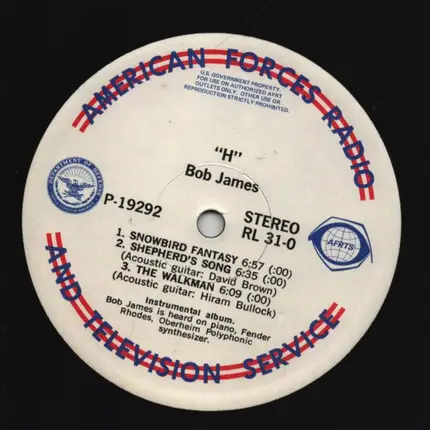 AMERICAN FORCES RADIO
U.S. GOVERNMENT PROPERTY
FOR USE ON AUTHORIZED AFRT
OUTLETS ONLY. OTHER USE OR
REPRODUCTION STRICTLY PROHIBITED.
"H"
Bob James
DEPARTMENT OF DEFENSE
P-19292
STEREO
RL 31-0
AFRTS
1. SNOWBIRD FANTASY 6:57 (:00)
2. SHEPHERD'S SONG 6:35 (:00)
(Acoustic guitar: David Brown)
3. THE WALKMAN 6:09 (:00)
(Acoustic guitar: Hiram Bullock)
Instrumental album.
Bob James is heard on piano, Fender
Rhodes, Oberheim Polyphonic
synthesizer.
AND TELEVISION SERVICE